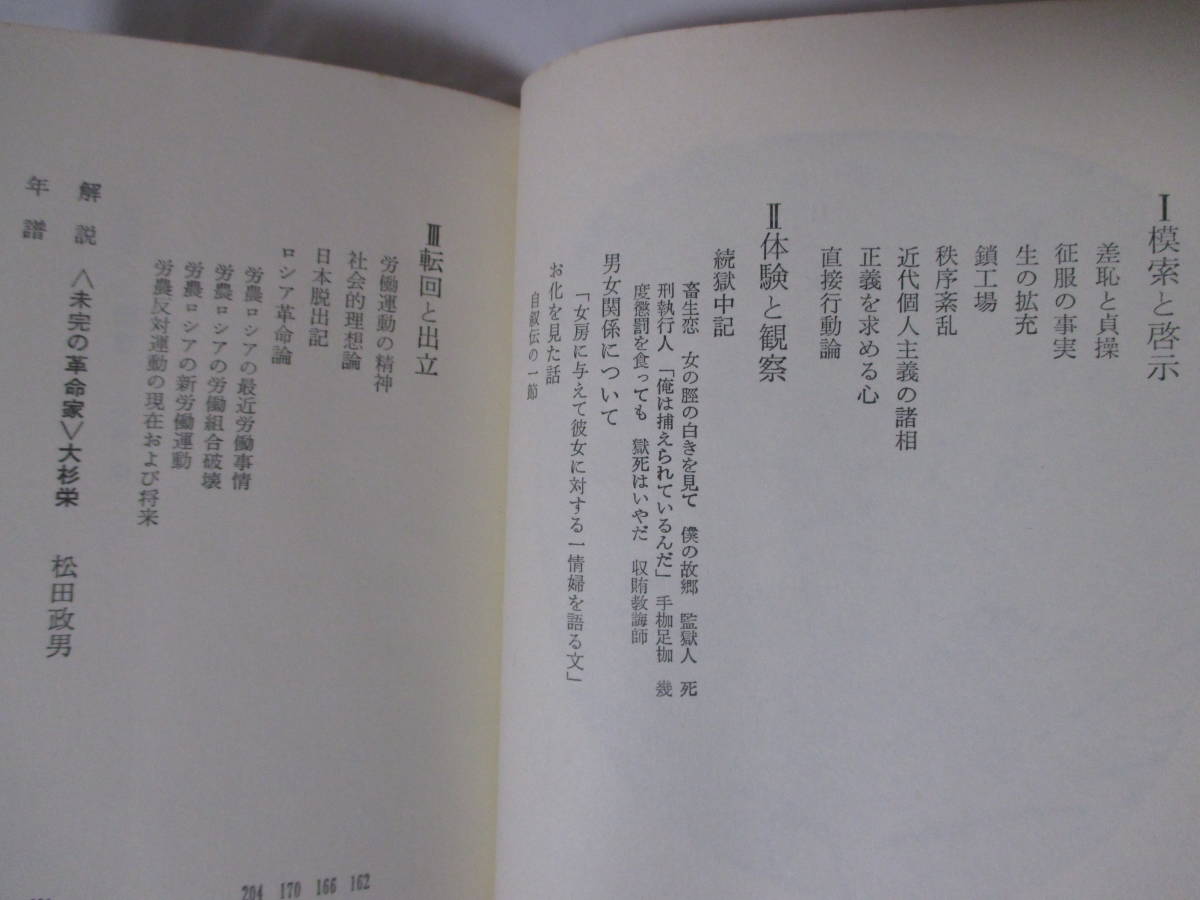 Ⅰ模索と啓示
羞恥と貞操
征服の事実
生の拡充
鎖工場
秩序紊乱
近代個人主義の諸相
正義を求める心
直接行動論
Ⅱ体験と観察
続獄中記
畜生恋　女の脛の白きを見て　僕の故郷　監獄人　死
刑執行人　「俺は捕えられているんだ」　手枷足枷　幾
度懲罰を食っても　獄死はいやだ　収賄教誨師
男女関係について
「女房に与えて彼女に対する一情婦を語る文」
お化を見た話
自叙伝の一節
Ⅲ転回と出立
労働運動の精神
社会的理想論
日本脱出記
ロシア革命論
労農ロシアの最近労働事情
労農ロシアの労働組合破壊
労農ロシアの新労働運動
労農反対運動の現在および将来
解説　＜未完の革命家＞大杉栄　松田政男
年譜
162
166
170
204